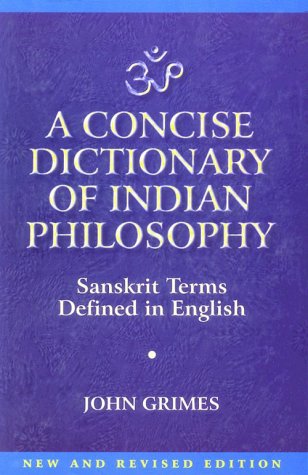 ॐ
A CONCISE
DICTIONARY
OF INDIAN
PHILOSOPHY
Sanskrit Terms
Defined in English
•
JOHN GRIMES
NEW AND REVISED EDITION